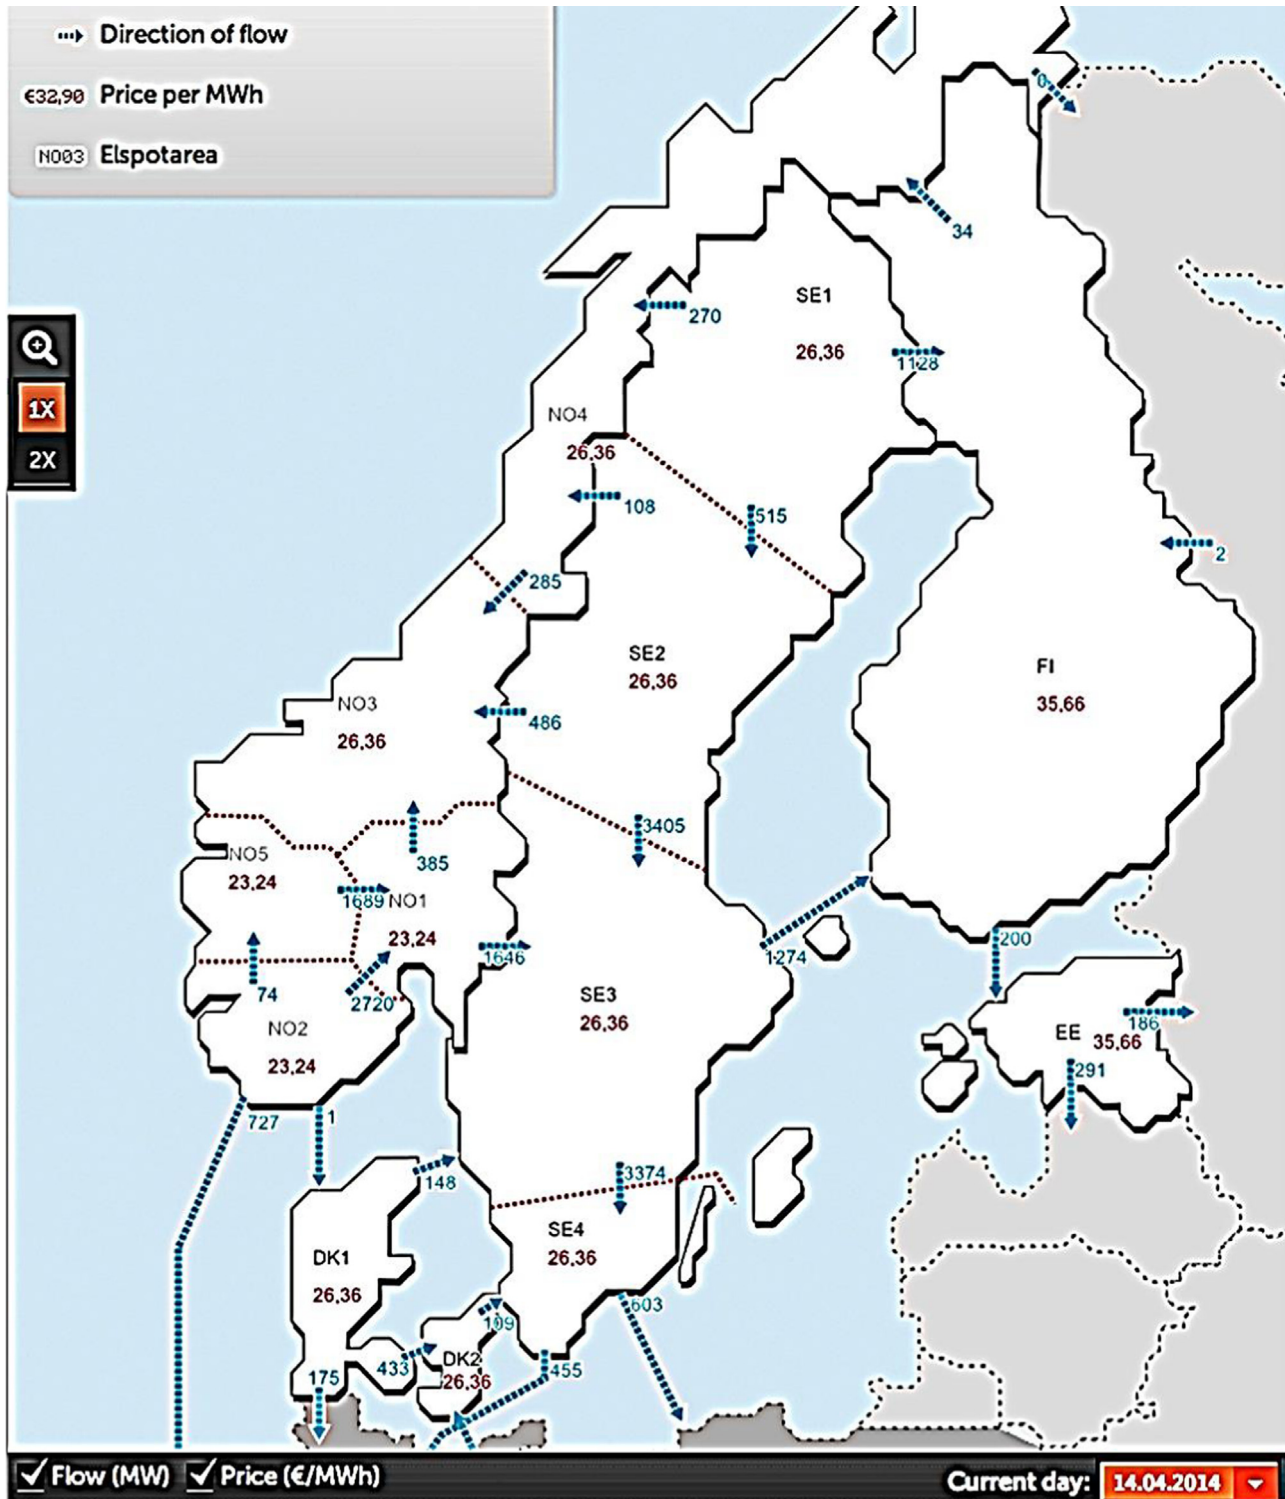 Direction of flow
€32,90 Price per MWh
NO03 Elspotarea
0
34
SE1
270
26,36
1128
1X
NO4
2X
26,36
108
515
2
285
SE2
26,36
FI
35,66
NO3
486
26,36
3405
NO5
385
23,24
1689 NO1
23,24
1646
1274
200
74
2720
SE3
26,36
NO2
23,24
186
EE 35,66
291
727
1
148
3374
SE4
26,36
DK1
26,36
603
109
DK2
26,36
433
455
175
Flow (MW) Price (€/MWh)
Current day: 14.04.2014